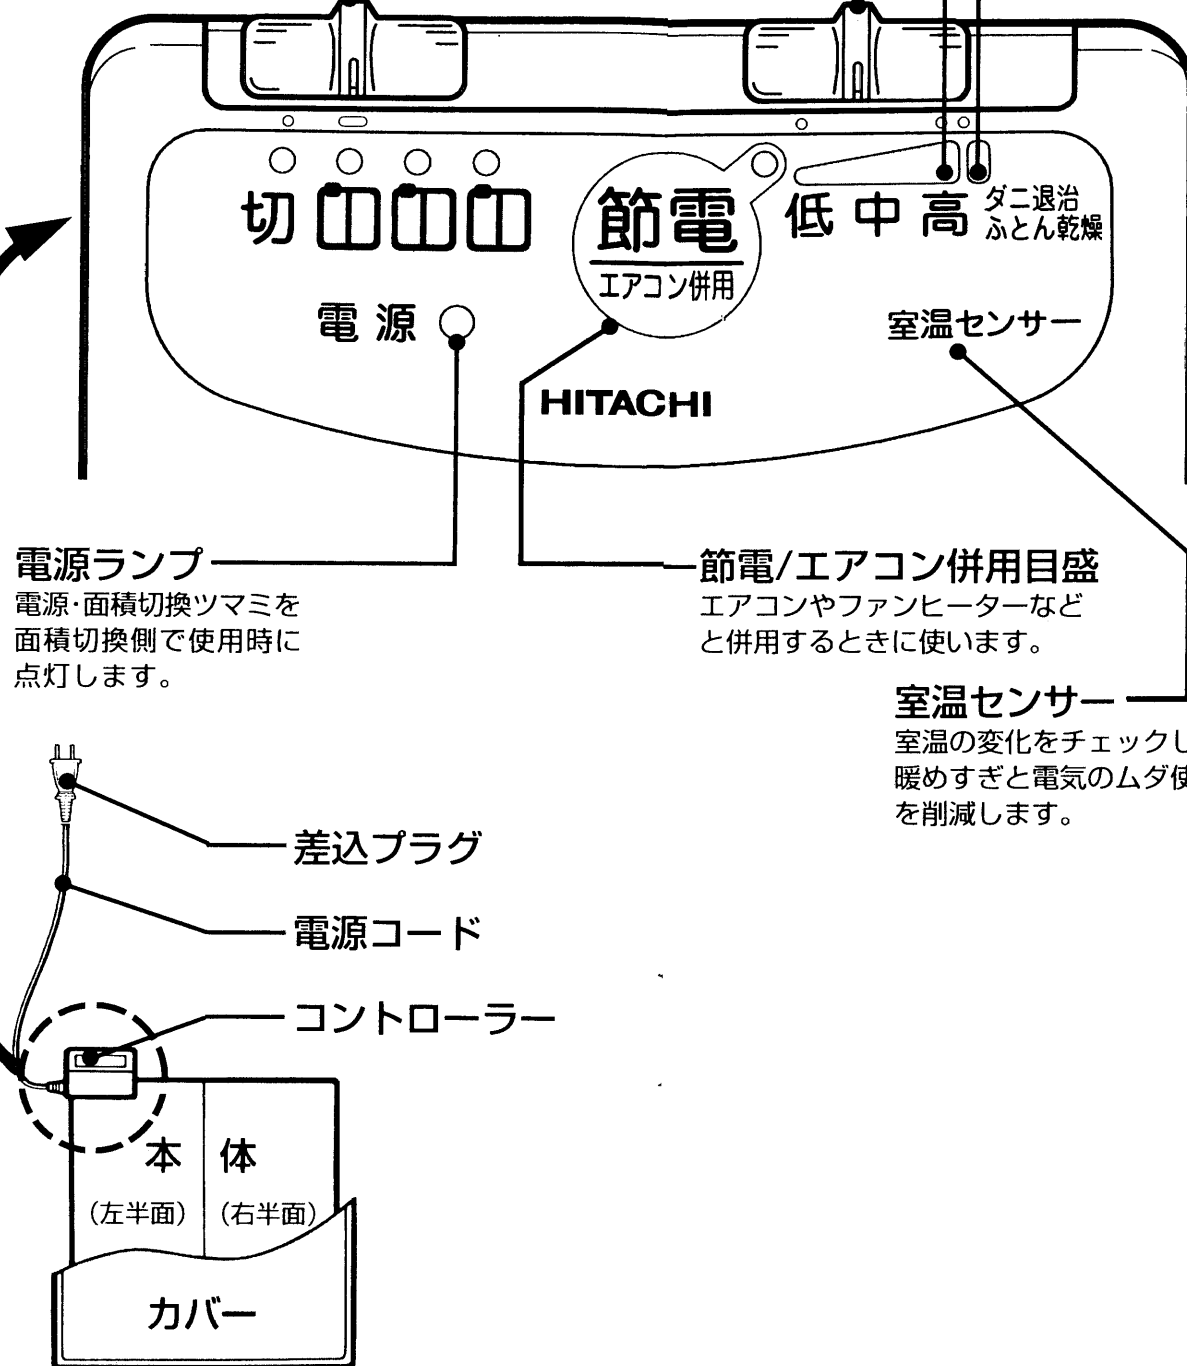 切
節電
エアコン併用
低 中 高
ダニ退治
ふとん乾燥
電源
室温センサー
HITACHI
電源ランプ
電源・面積切換ツマミを
面積切換側で使用時に
点灯します。
節電/エアコン併用目盛
エアコンやファンヒーターなど
と併用するときに使います。
室温センサー
室温の変化をチェックし
暖めすぎと電気のムダ使
を削減します。
差込プラグ
電源コード
コントローラー
本 体
(左半面) (右半面)
カバー